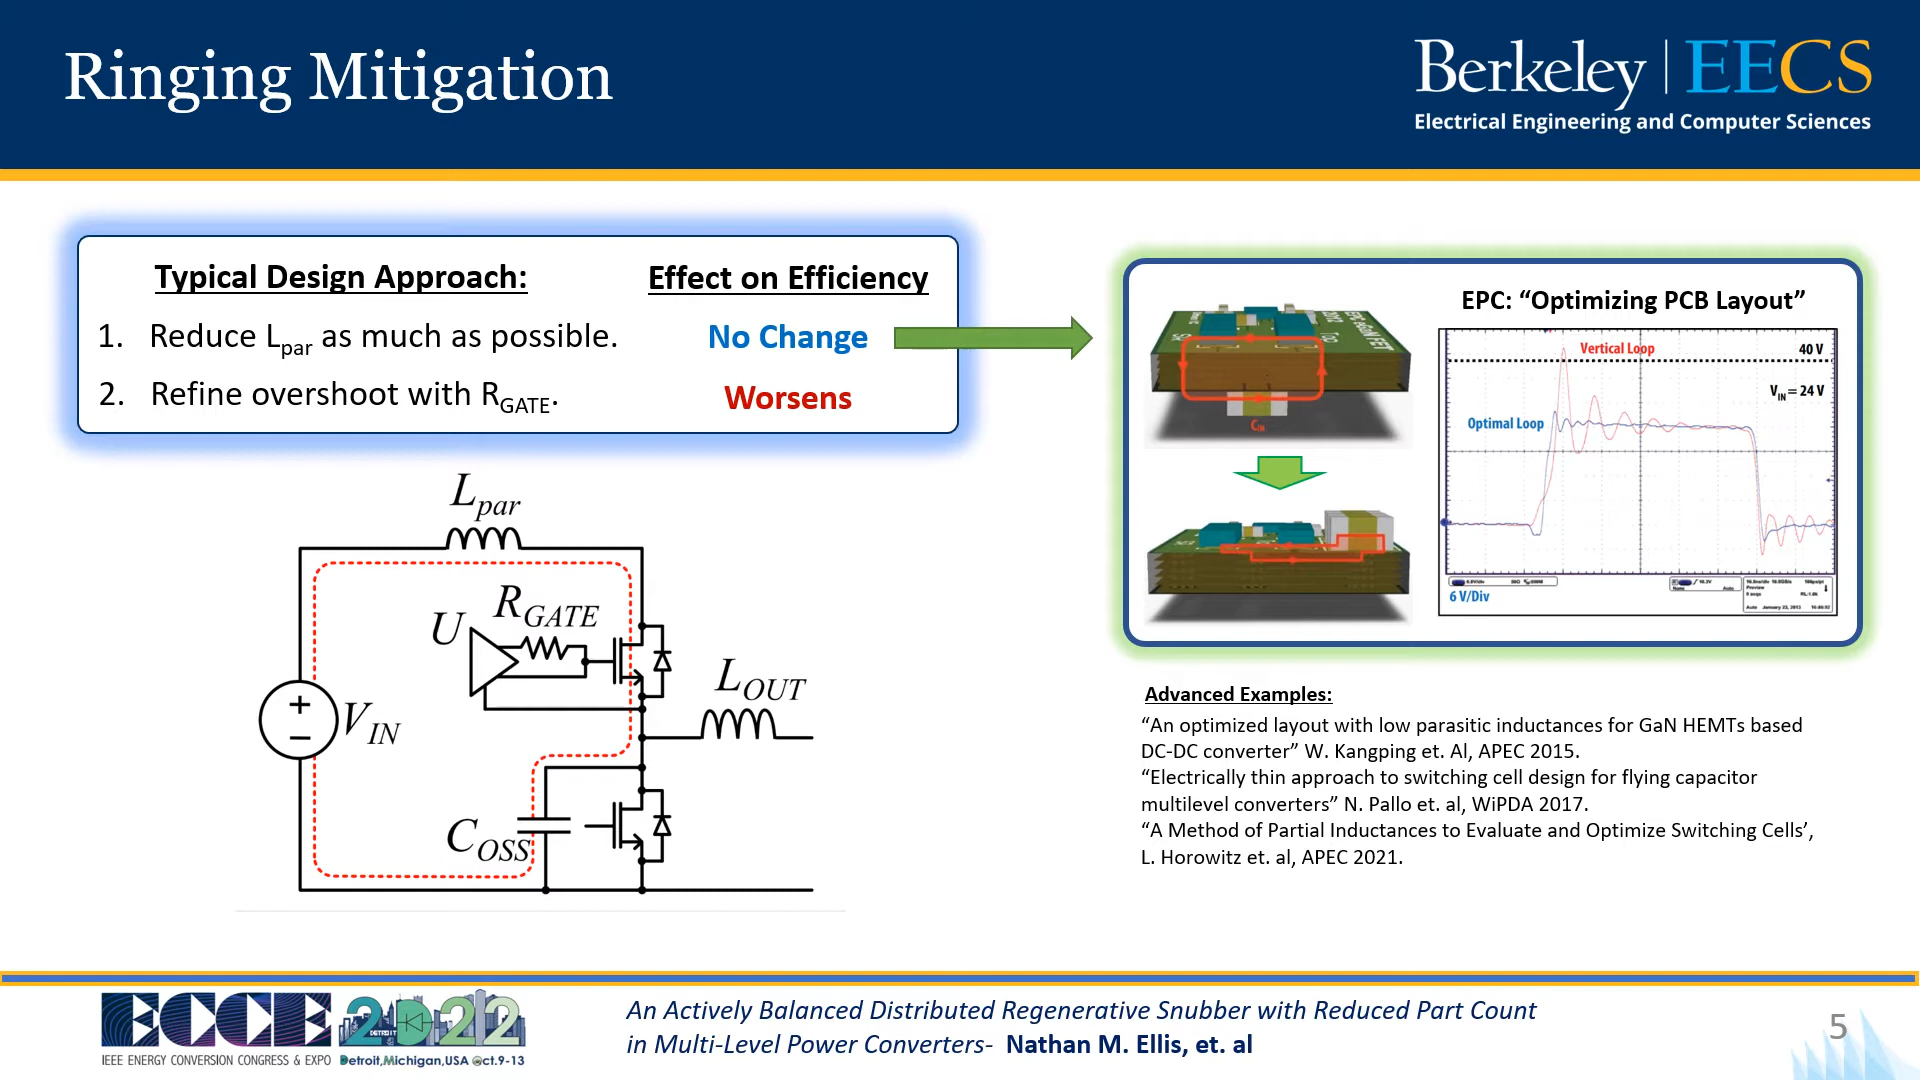 Ringing Mitigation
Berkeley | EECS
Electrical Engineering and Computer Sciences
Typical Design Approach:
Effect on Efficiency
1. Reduce Lpar as much as possible.
No Change
2. Refine overshoot with RGATE.
Worsens
Lpar
RGATE
U
VIN
+
−
LOUT
COSS
EPC: “Optimizing PCB Layout”
CIN
Vertical Loop
40 V
VIN = 24 V
Optimal Loop
6 V/Div
Advanced Examples:
“An optimized layout with low parasitic inductances for GaN HEMTs based
DC-DC converter” W. Kangping et. Al, APEC 2015.
“Electrically thin approach to switching cell design for flying capacitor
multilevel converters” N. Pallo et. al, WiPDA 2017.
“A Method of Partial Inductances to Evaluate and Optimize Switching Cells’,
L. Horowitz et. al, APEC 2021.
ECCE 2022
DETROIT
IEEE ENERGY CONVERSION CONGRESS & EXPO
Detroit,Michigan,USA Oct.9-13
An Actively Balanced Distributed Regenerative Snubber with Reduced Part Count
in Multi-Level Power Converters- Nathan M. Ellis, et. al
5